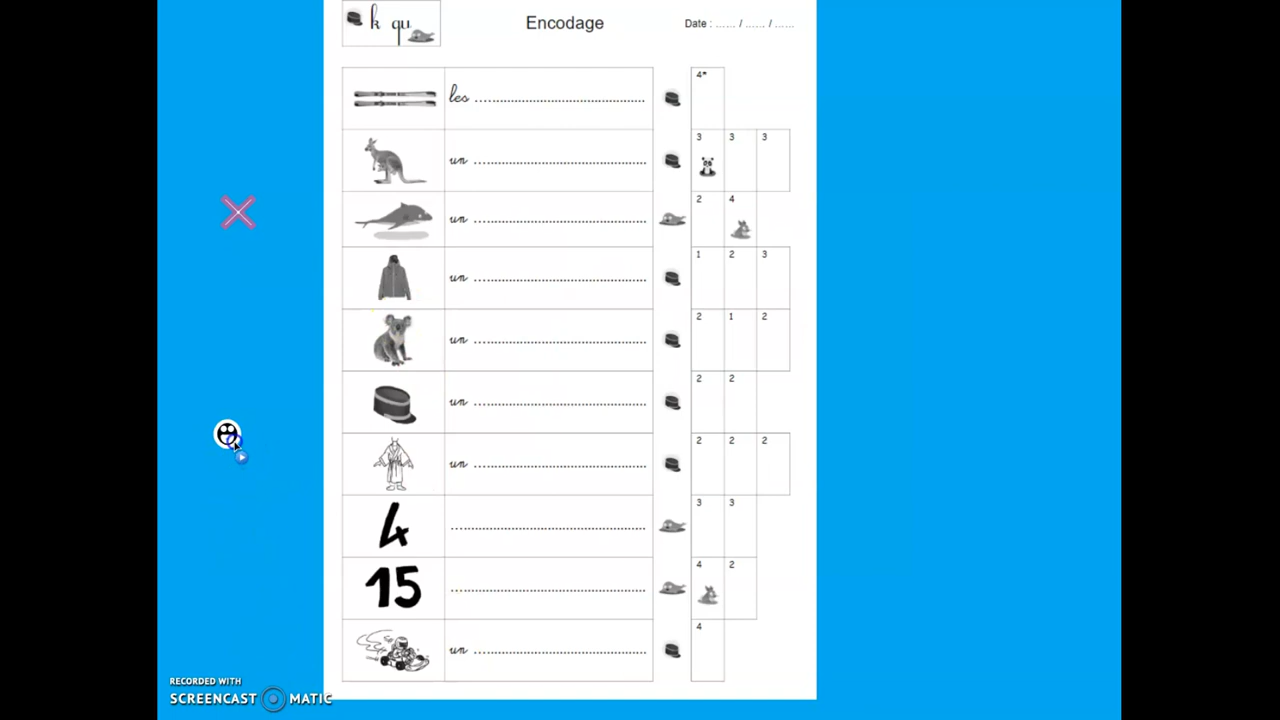 k qu
Encodage
Date : ...... / ...... / ......
les ................................................
4*
un ................................................
3 3 3
un ................................................
2 4
un ................................................
1 2 3
un ................................................
2 1 2
un ................................................
2 2
un ................................................
2 2 2
4 ................................................
3 3
15 ................................................
4 2
un ................................................
4
RECORDED WITH
SCREENCAST MATIC